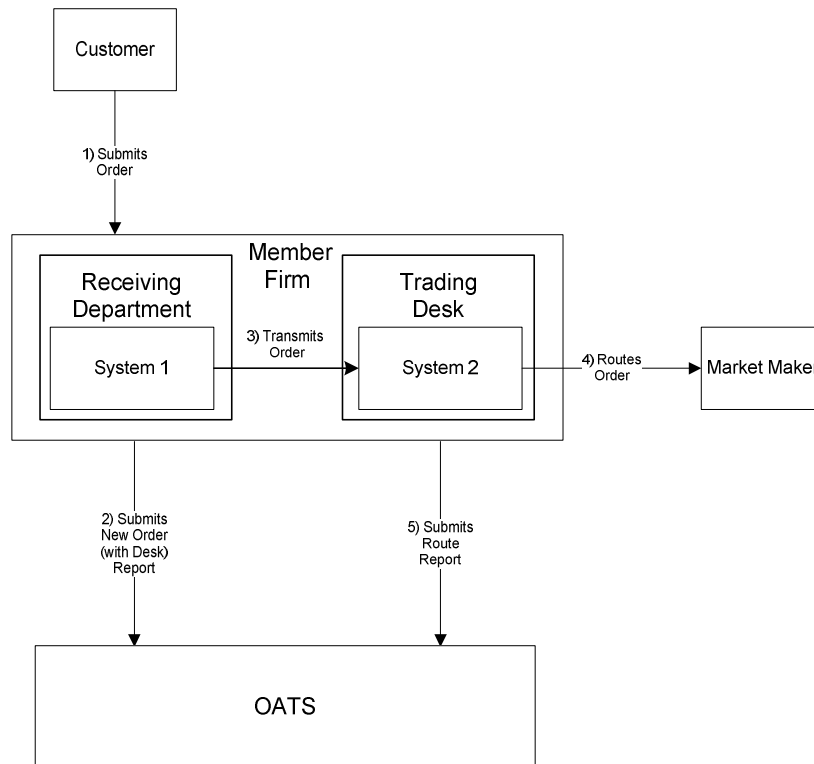 Customer
1) Submits
Order
Member
Firm
Receiving
Department
System 1
3) Transmits
Order
Trading
Desk
System 2
4) Routes
Order
Market Maker
2) Submits
New Order
(with Desk)
Report
5) Submits
Route
Report
OATS